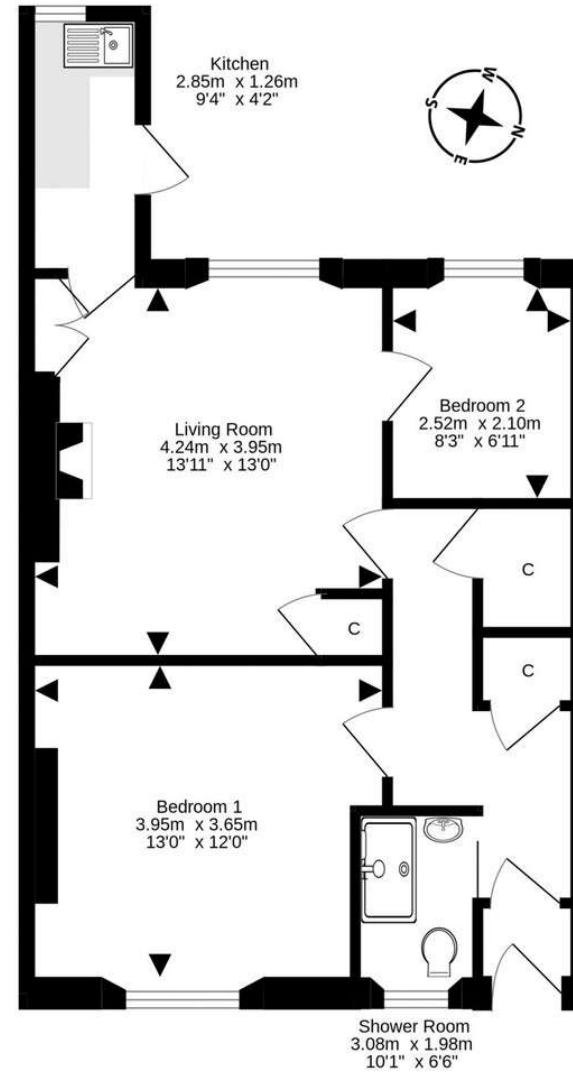 Kitchen
2.85m x 1.26m
9'4" x 4'2"
W
S
N
E
Living Room
4.24m x 3.95m
13'11" x 13'0"
Bedroom 2
2.52m x 2.10m
8'3" x 6'11"
C
C
C
Bedroom 1
3.95m x 3.65m
13'0" x 12'0"
Shower Room
3.08m x 1.98m
10'1" x 6'6"